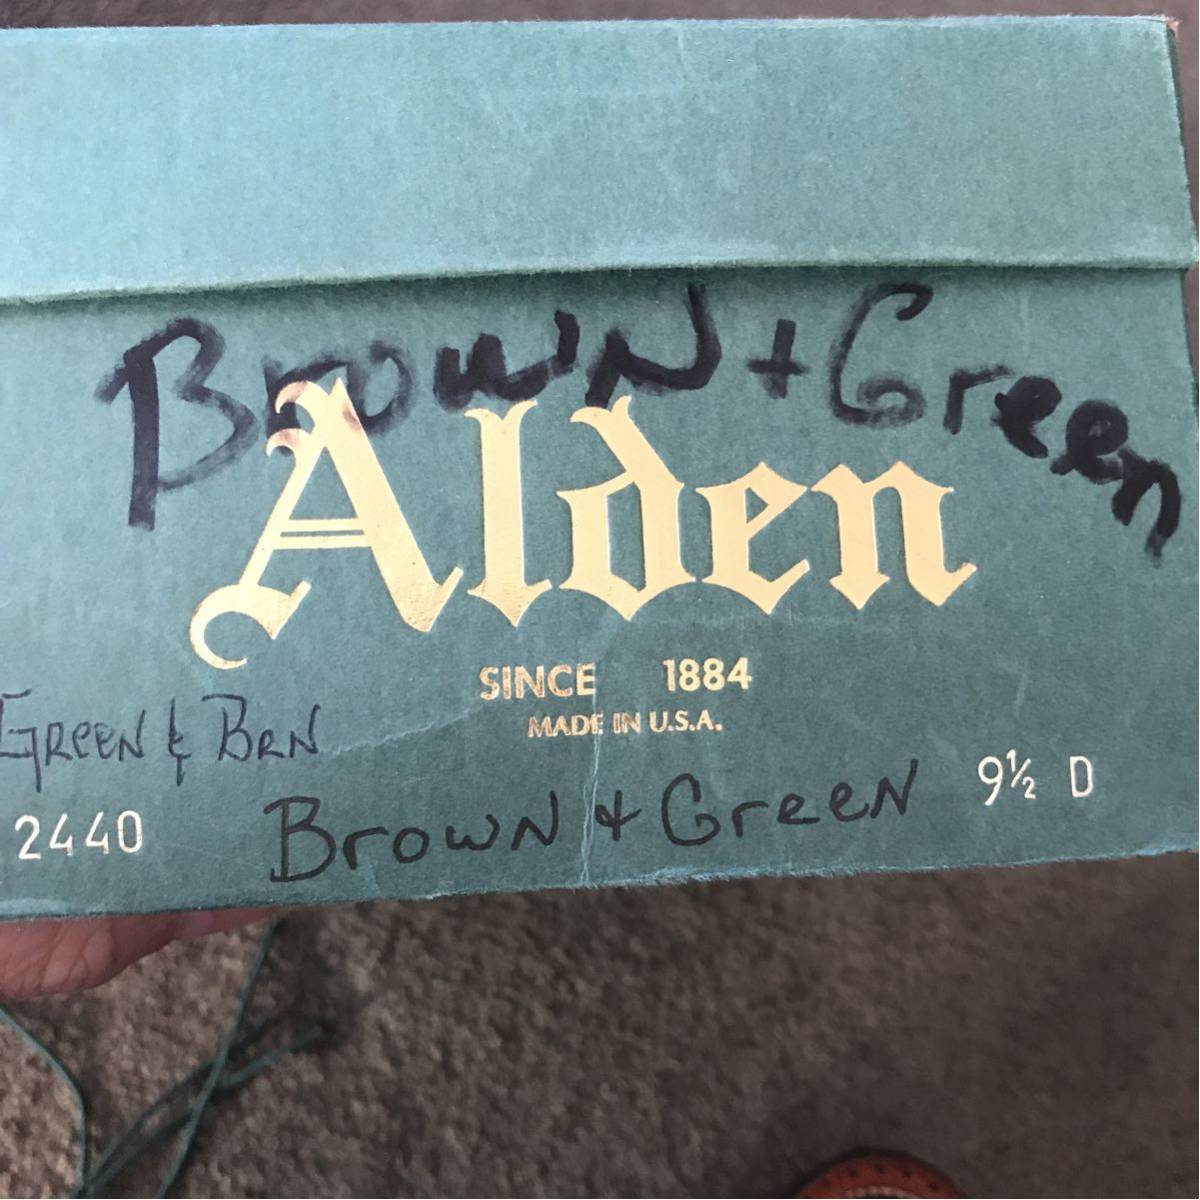 Brown + Green
Alden
SINCE 1884
MADE IN U.S.A.
GREEN & BRN
2440
Brown + Green
9½ D